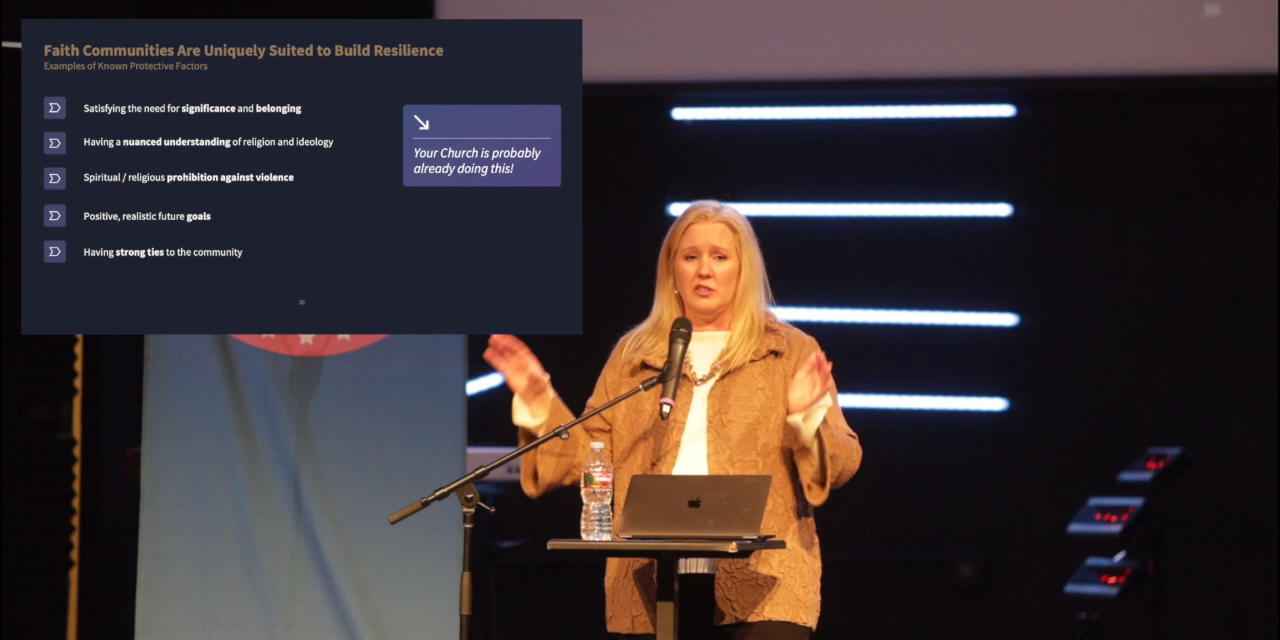 Faith Communities Are Uniquely Suited to Build Resilience
Examples of Known Protective Factors
Satisfying the need for significance and belonging
Having a nuanced understanding of religion and ideology
Spiritual / religious prohibition against violence
Positive, realistic future goals
Having strong ties to the community
Your Church is probably
already doing this!